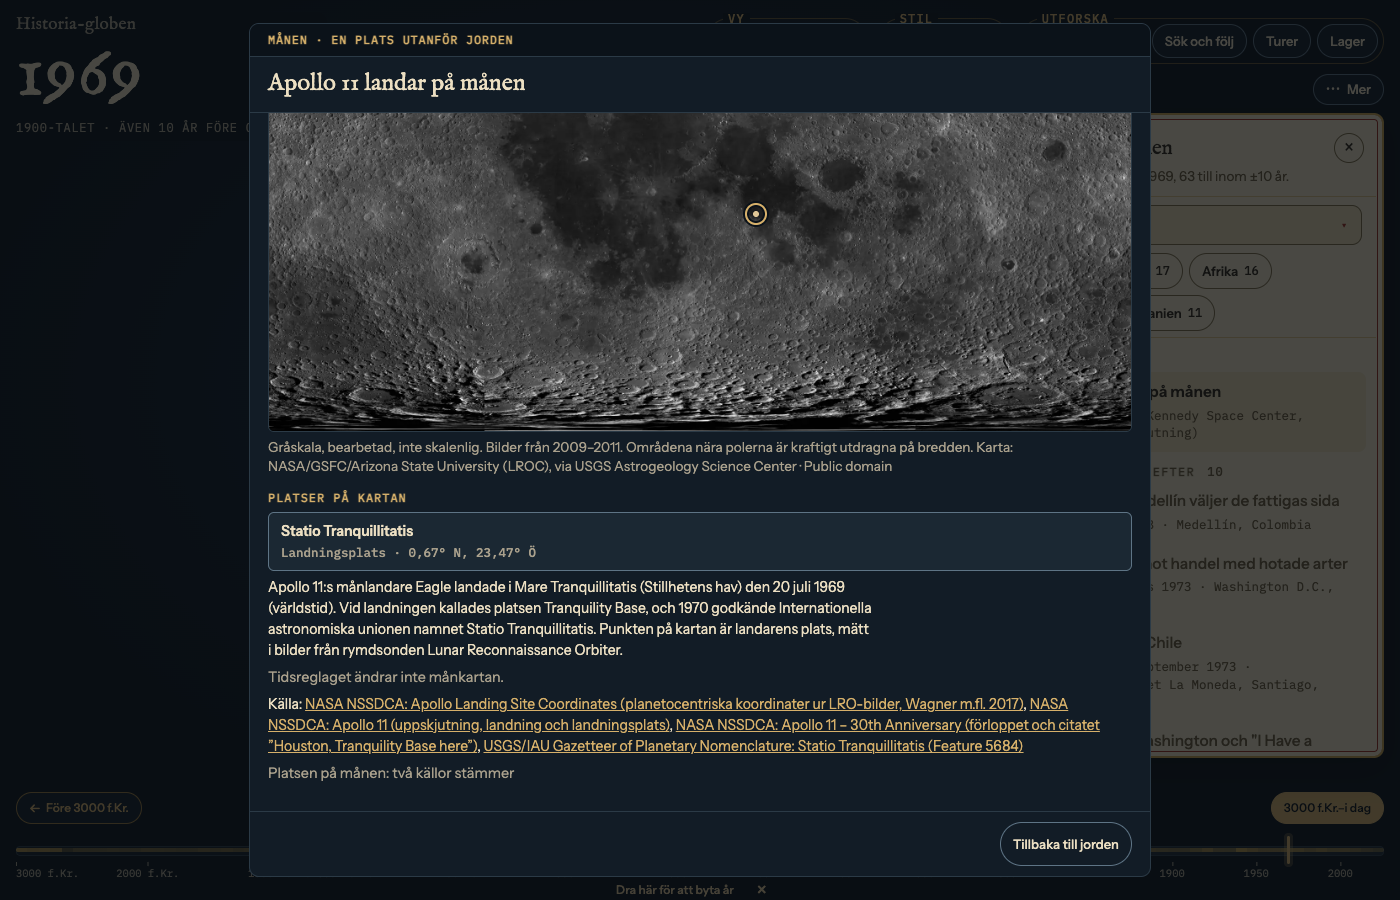 Historia-globen
1969
1900-TALET · ÄVEN 10 ÅR FÖRE
VY
STIL
UTFORSKA
Sök och följ
Turer
Lager
··· Mer
MÅNEN · EN PLATS UTANFÖR JORDEN
Apollo 11 landar på månen
Gråskala, bearbetad, inte skalenlig. Bilder från 2009–2011. Områdena nära polerna är kraftigt utdragna på bredden. Karta:
NASA/GSFC/Arizona State University (LROC), via USGS Astrogeology Science Center · Public domain
PLATSER PÅ KARTAN
Statio Tranquillitatis
Landningsplats · 0,67° N, 23,47° Ö
Apollo 11:s månlandare Eagle landade i Mare Tranquillitatis (Stillhetens hav) den 20 juli 1969
(världstid). Vid landningen kallades platsen Tranquility Base, och 1970 godkände Internationella
astronomiska unionen namnet Statio Tranquillitatis. Punkten på kartan är landarens plats, mätt
i bilder från rymdsonden Lunar Reconnaissance Orbiter.
Tidsreglaget ändrar inte månkartan.
Källa: NASA NSSDCA: Apollo Landing Site Coordinates (planetocentriska koordinater ur LRO-bilder, Wagner m.fl. 2017), NASA
NSSDCA: Apollo 11 (uppskjutning, landning och landningsplats), NASA NSSDCA: Apollo 11 – 30th Anniversary (förloppet och citatet
”Houston, Tranquility Base here”), USGS/IAU Gazetteer of Planetary Nomenclature: Statio Tranquillitatis (Feature 5684)
Platsen på månen: två källor stämmer
Tillbaka till jorden
en
×
969, 63 till inom ±10 år.
17
Afrika 16
anien 11
på månen
Kennedy Space Center,
utning)
EFTER 10
dellín väljer de fattigas sida
8 · Medellín, Colombia
ot handel med hotade arter
s 1973 · Washington D.C.,
Chile
ptember 1973 ·
et La Moneda, Santiago,
ashington och "I Have a
← Före 3000 f.Kr.
3000 f.Kr.–i dag
3000 f.Kr.
2000 f.Kr.
1900
1950
2000
Dra här för att byta år ×